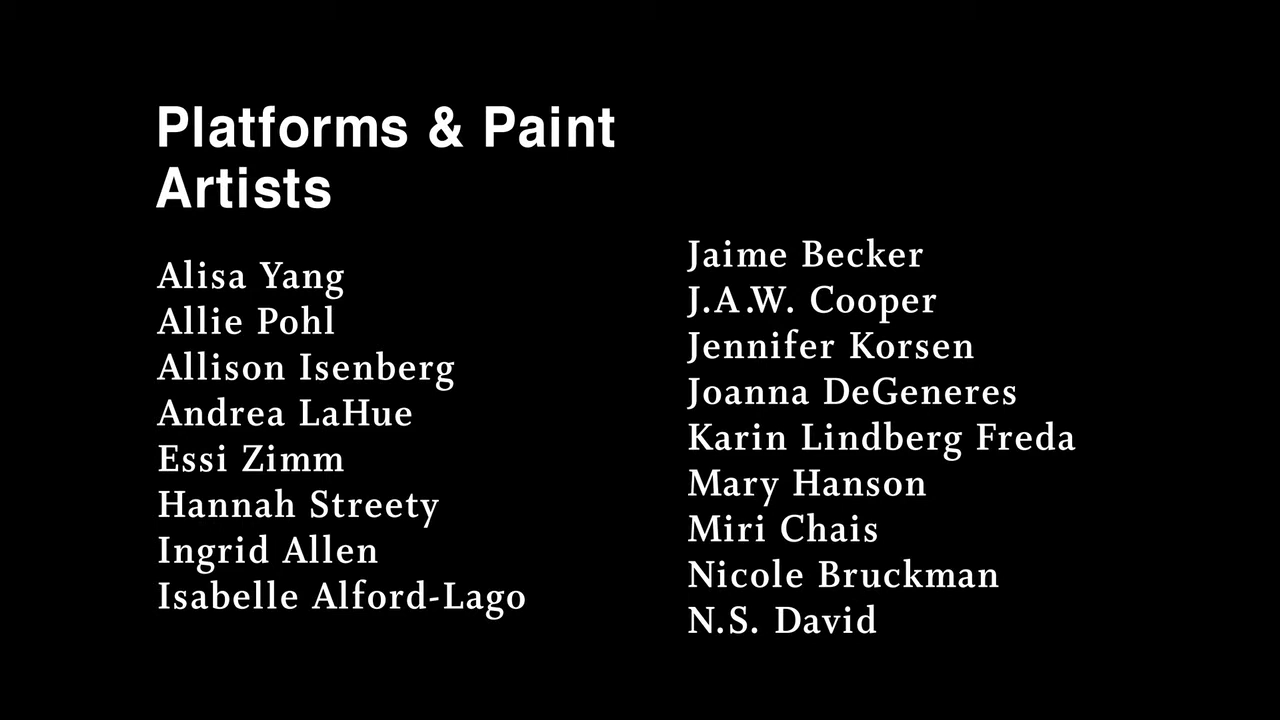 Platforms & Paint
Artists
Alisa Yang
Allie Pohl
Allison Isenberg
Andrea LaHue
Essi Zimm
Hannah Streety
Ingrid Allen
Isabelle Alford-Lago
Jaime Becker
J.A.W. Cooper
Jennifer Korsen
Joanna DeGeneres
Karin Lindberg Freda
Mary Hanson
Miri Chais
Nicole Bruckman
N.S. David